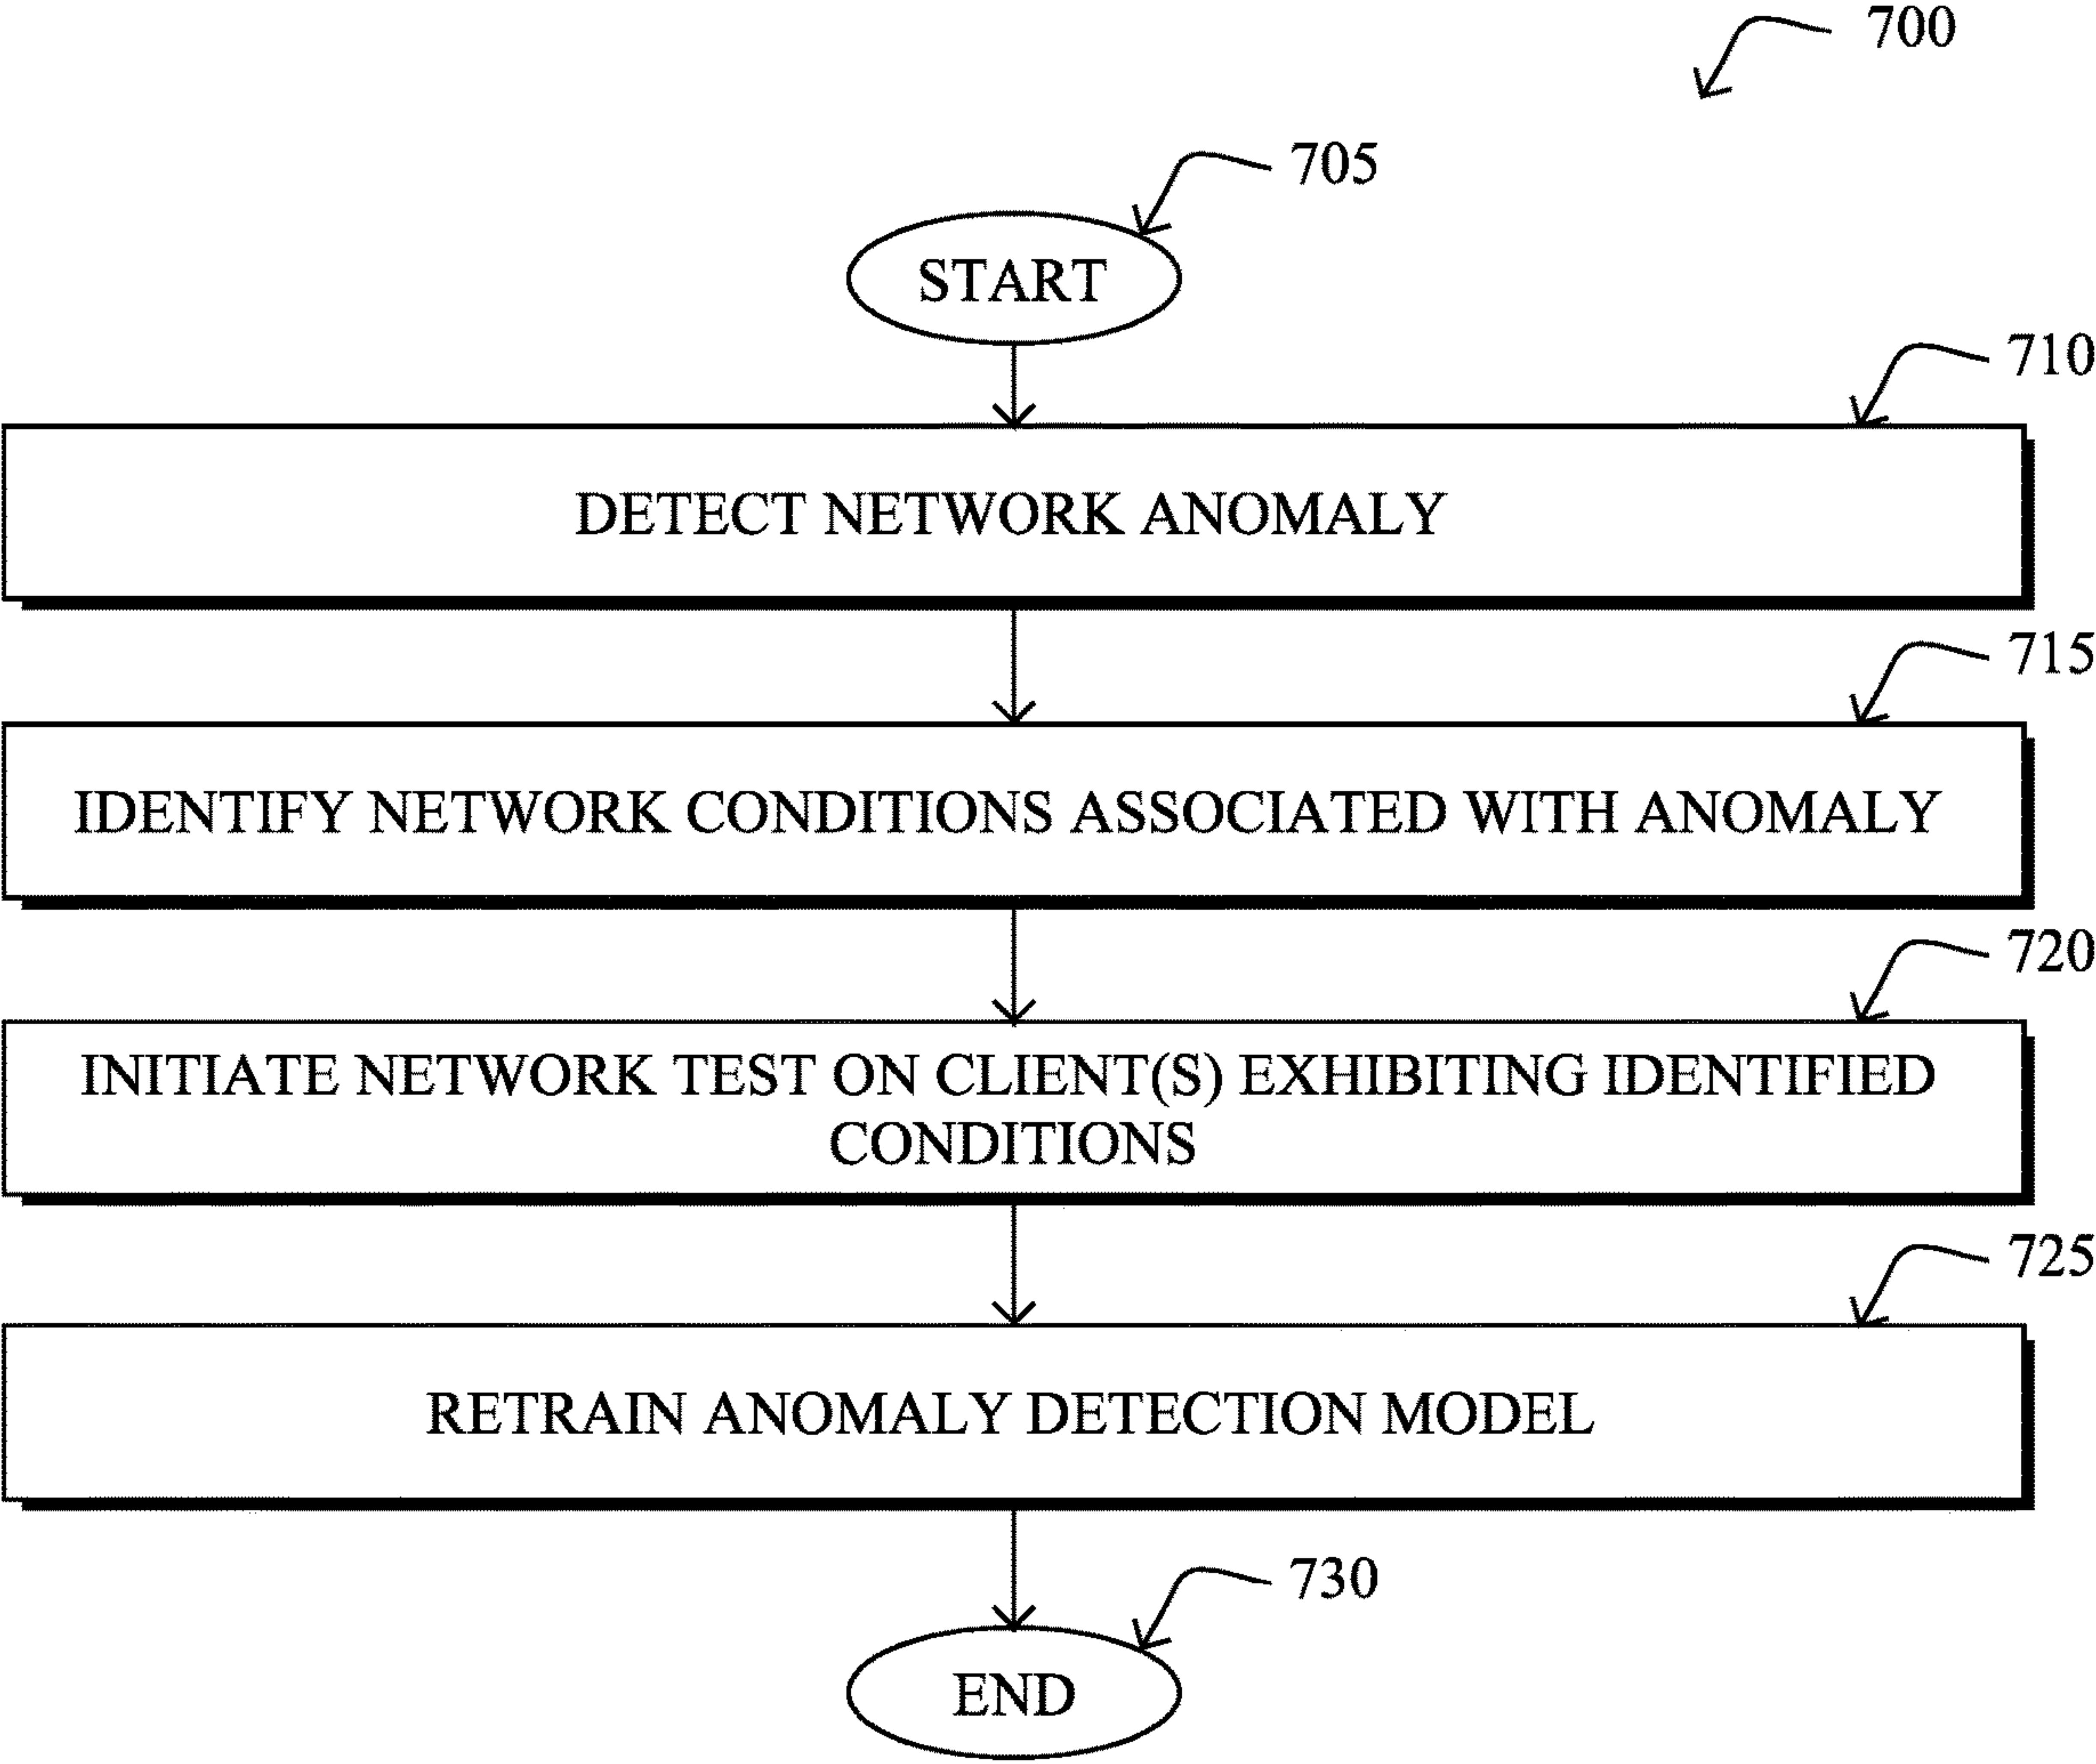 700
705
START
710
DETECT NETWORK ANOMALY
715
IDENTIFY NETWORK CONDITIONS ASSOCIATED WITH ANOMALY
720
INITIATE NETWORK TEST ON CLIENT(S) EXHIBITING IDENTIFIED
CONDITIONS
725
RETRAIN ANOMALY DETECTION MODEL
730
END